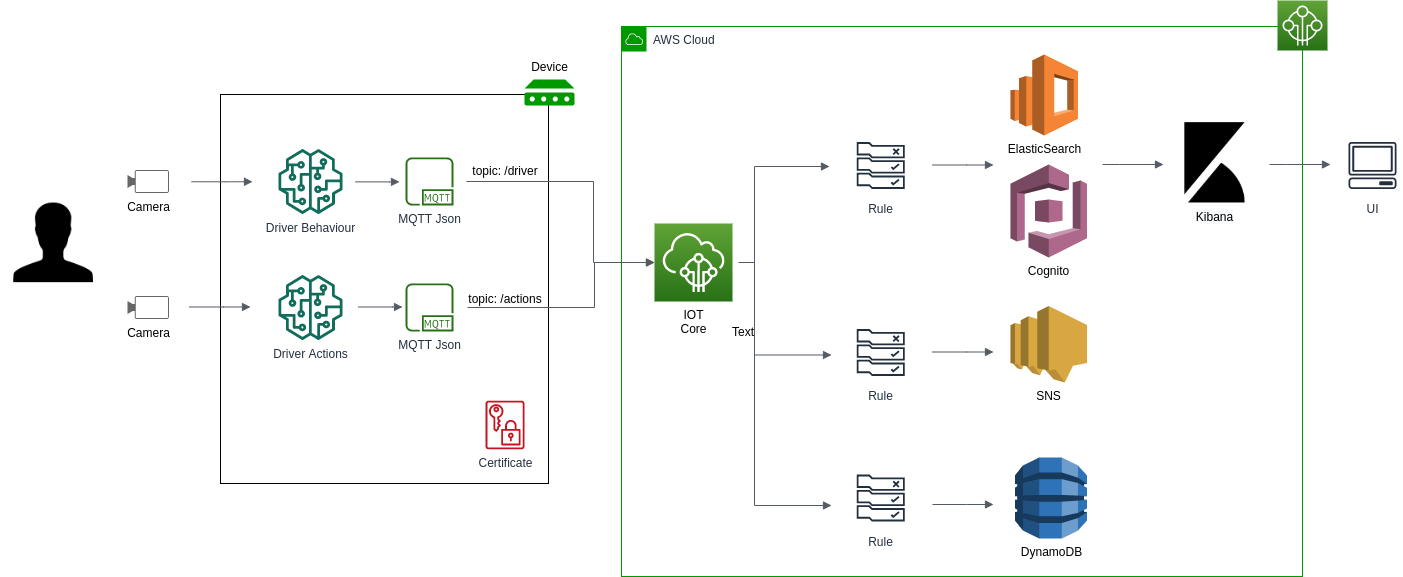 AWS Cloud
Device
ElasticSearch
topic: /driver
MQTT
Camera
Driver Behaviour
MQTT Json
Rule
Kibana
UI
Cognito
topic: /actions
MQTT
Camera
Driver Actions
MQTT Json
IOT
Core
Text
Rule
SNS
Certificate
Rule
DynamoDB